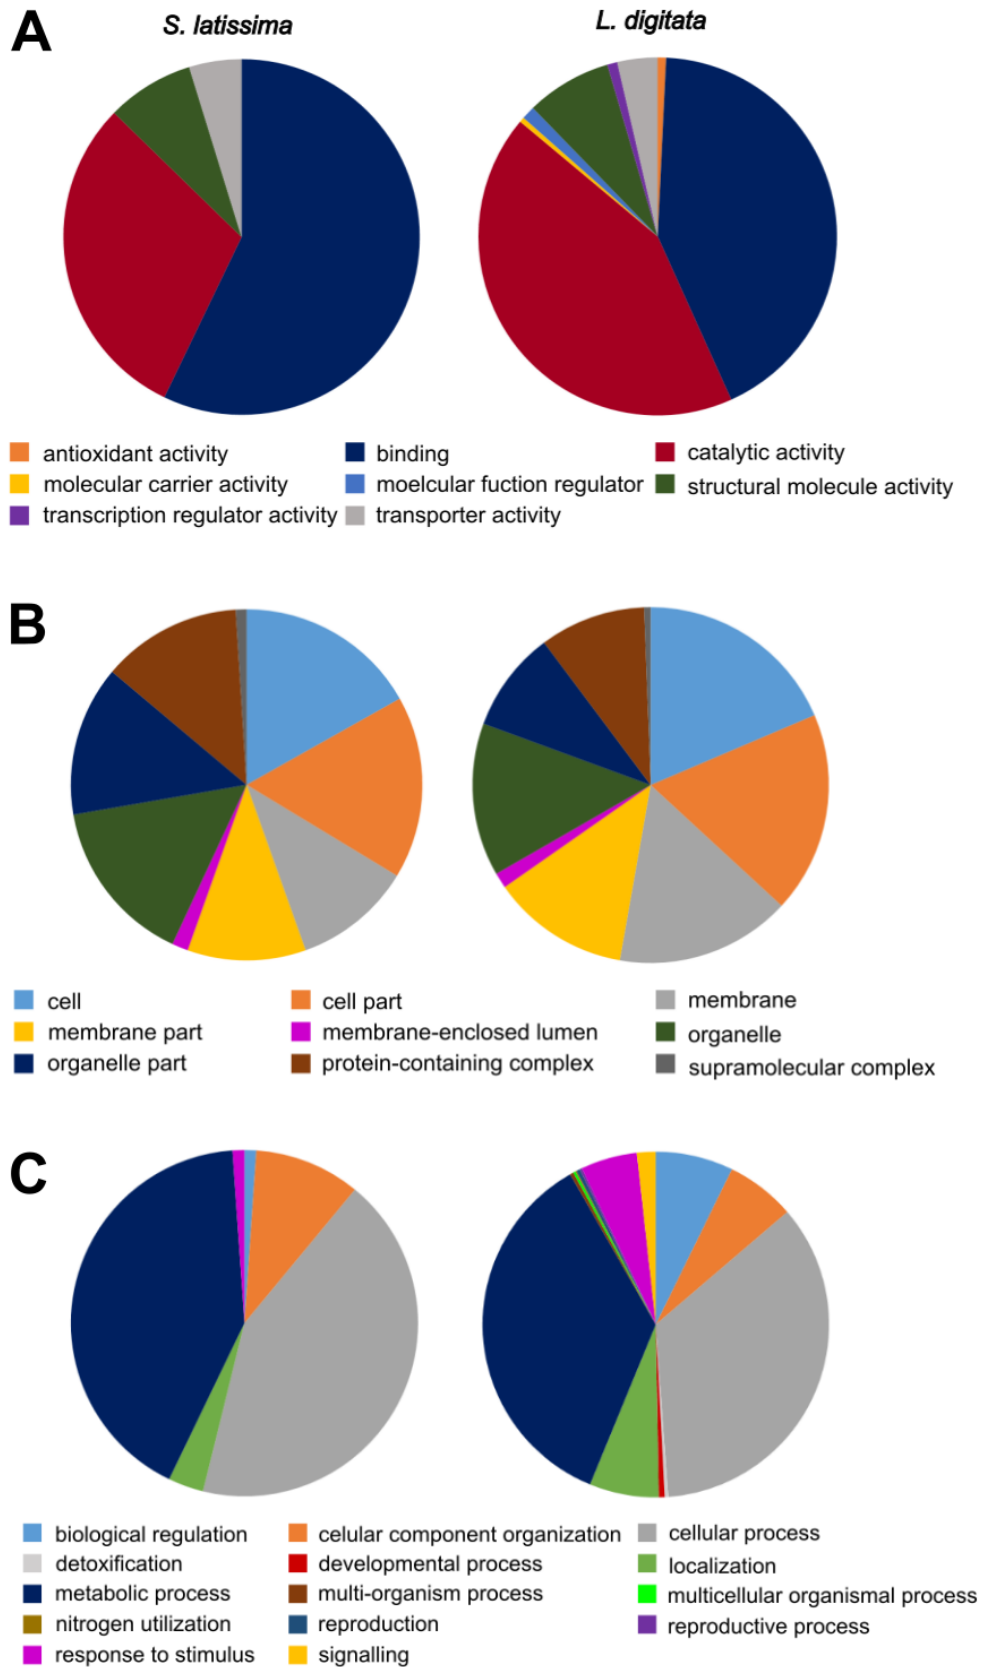 A
S. latissima
L. digitata
antioxidant activity
binding
catalytic activity
molecular carrier activity
moelcular fuction regulator
structural molecule activity
transcription regulator activity
transporter activity
B
cell
cell part
membrane
membrane part
membrane-enclosed lumen
organelle
organelle part
protein-containing complex
supramolecular complex
C
biological regulation
celular component organization
cellular process
detoxification
developmental process
localization
metabolic process
multi-organism process
multicellular organismal process
nitrogen utilization
reproduction
reproductive process
response to stimulus
signalling